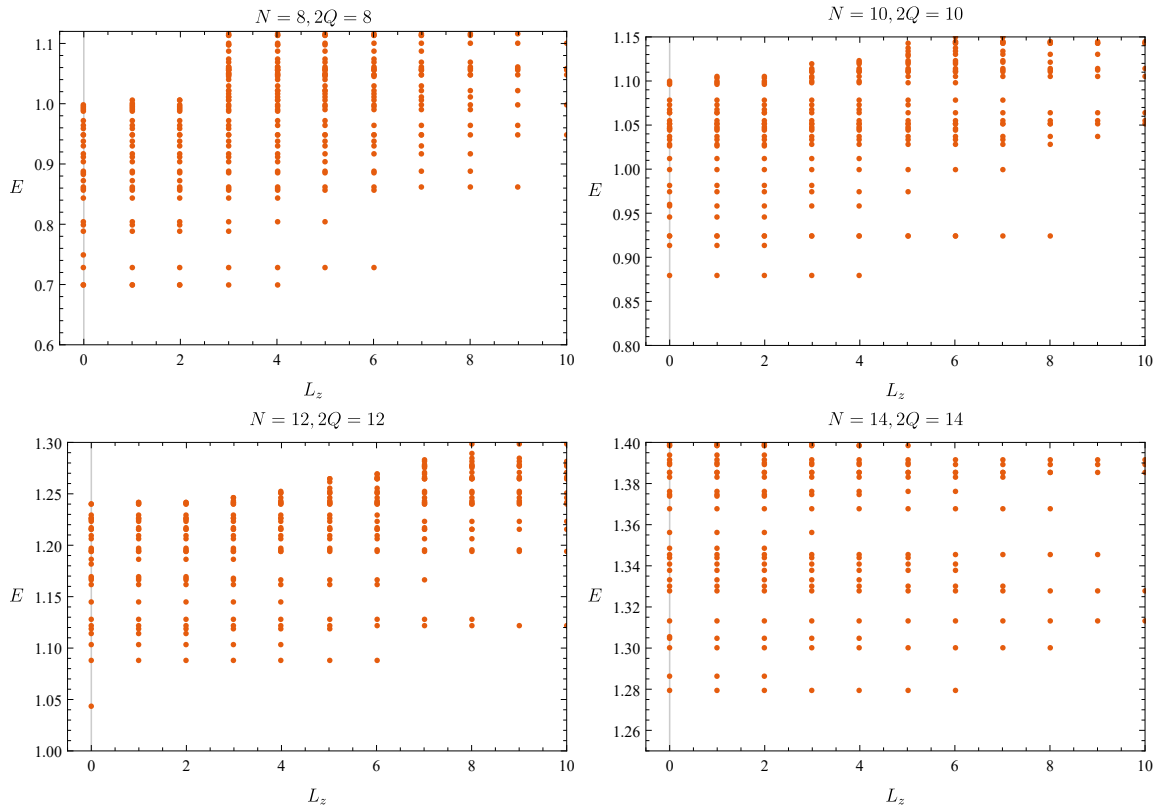 N = 8, 2Q = 8
1.1
1.0
0.9
E
0.8
0.7
0.6
0 2 4 6 8 10
L_z
N = 10, 2Q = 10
1.15
1.10
1.05
E
1.00
0.95
0.90
0.85
0.80
0 2 4 6 8 10
L_z
N = 12, 2Q = 12
1.30
1.25
1.20
E
1.15
1.10
1.05
1.00
0 2 4 6 8 10
L_z
N = 14, 2Q = 14
1.40
1.38
1.36
1.34
E
1.32
1.30
1.28
1.26
0 2 4 6 8 10
L_z